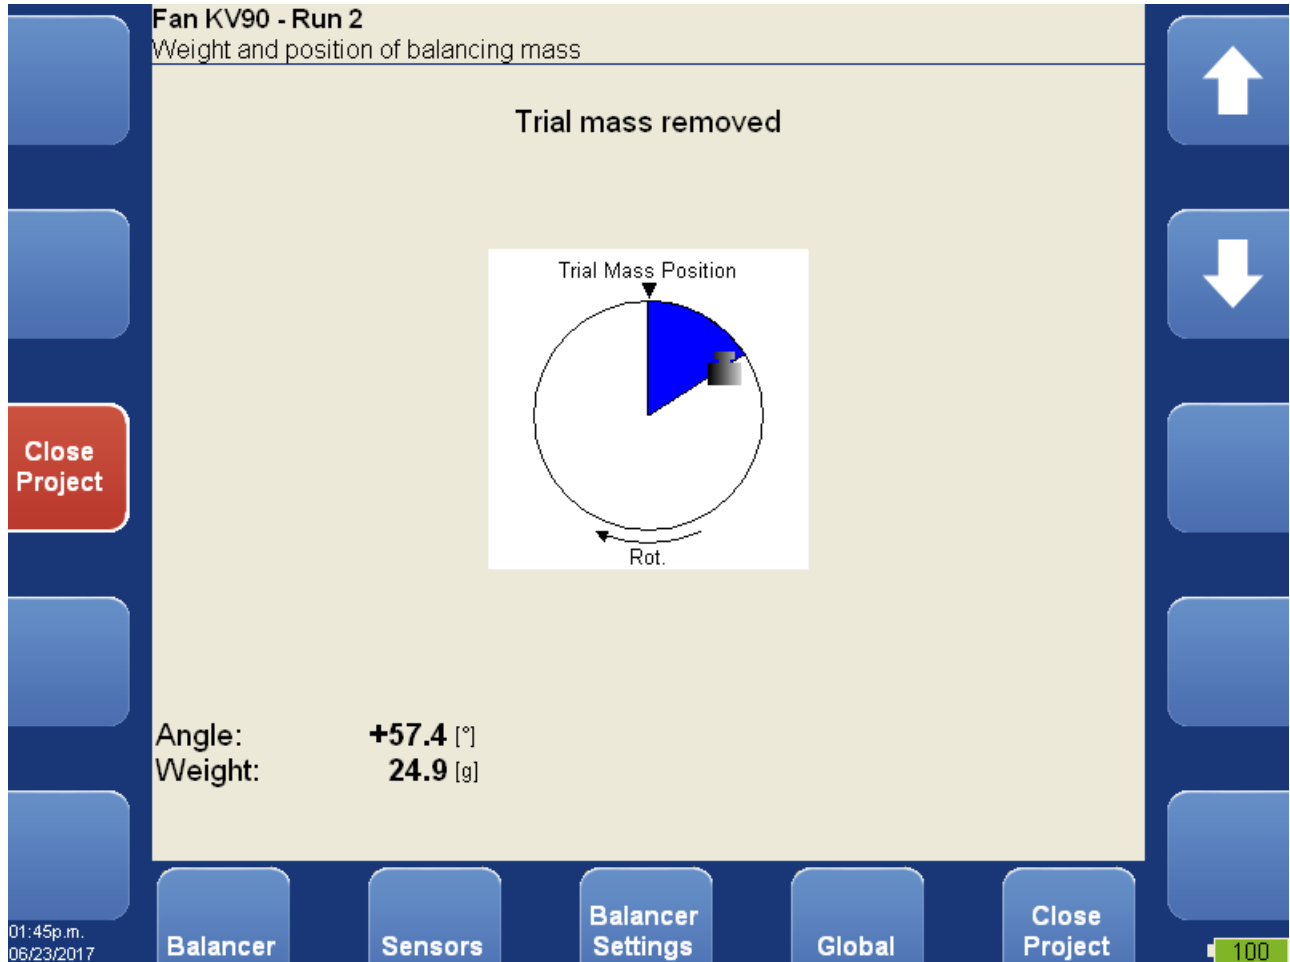 Fan KV90 - Run 2
Weight and position of balancing mass
Trial mass removed
Trial Mass Position
Rot.
Close
Project
Angle: +57.4 [°]
Weight: 24.9 [g]
01:45p.m.
06/23/2017
Balancer
Sensors
Balancer
Settings
Global
Close
Project
100